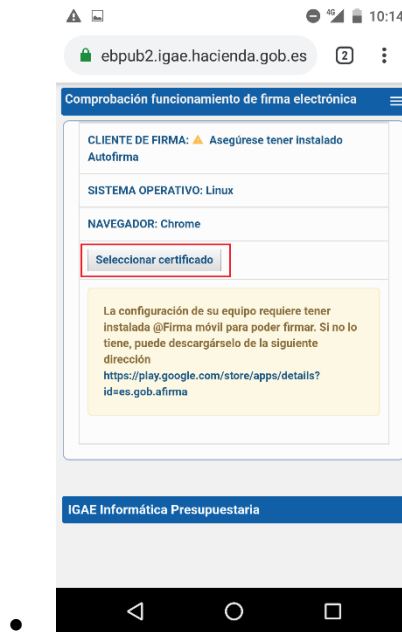 4G 10:14
ebpub2.igae.hacienda.gob.es 2
Comprobación funcionamiento de firma electrónica
CLIENTE DE FIRMA: Asegúrese tener instalado
Autofirma
SISTEMA OPERATIVO: Linux
NAVEGADOR: Chrome
Seleccionar certificado
La configuración de su equipo requiere tener
instalada @Firma móvil para poder firmar. Si no lo
tiene, puede descargárselo de la siguiente
dirección
https://play.google.com/store/apps/details?
id=es.gob.afirma
IGAE Informática Presupuestaria